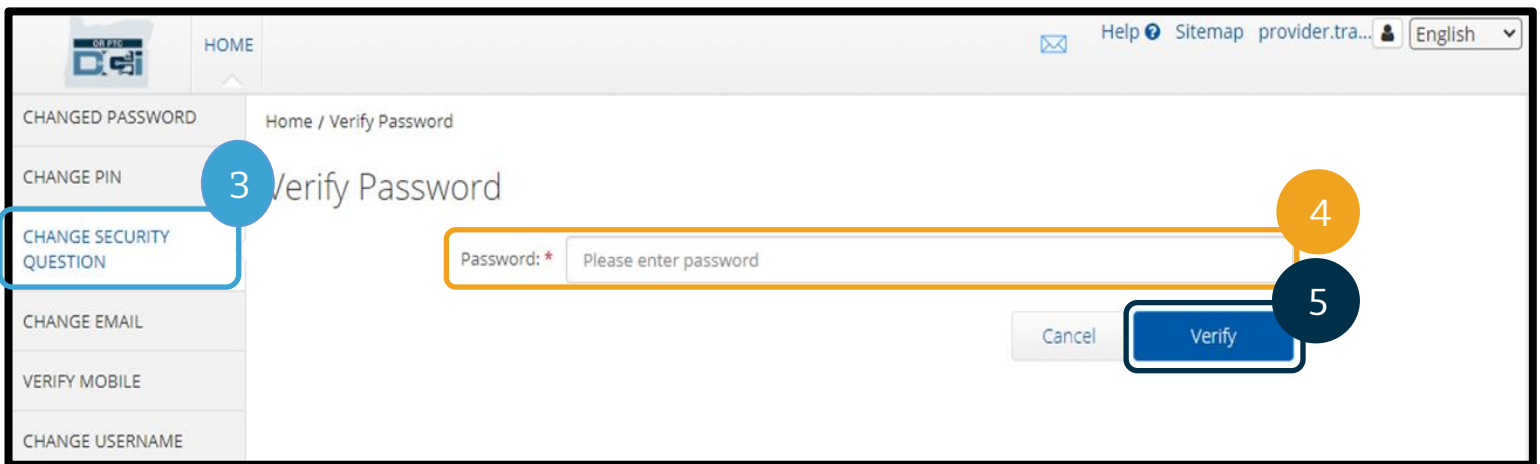 OR PTC
DCi
HOME
Help ? Sitemap provider.tra... English
CHANGED PASSWORD
CHANGE PIN
CHANGE SECURITY
QUESTION
CHANGE EMAIL
VERIFY MOBILE
CHANGE USERNAME
Home / Verify Password
3
Verify Password
4
Password: * Please enter password
5
Cancel Verify